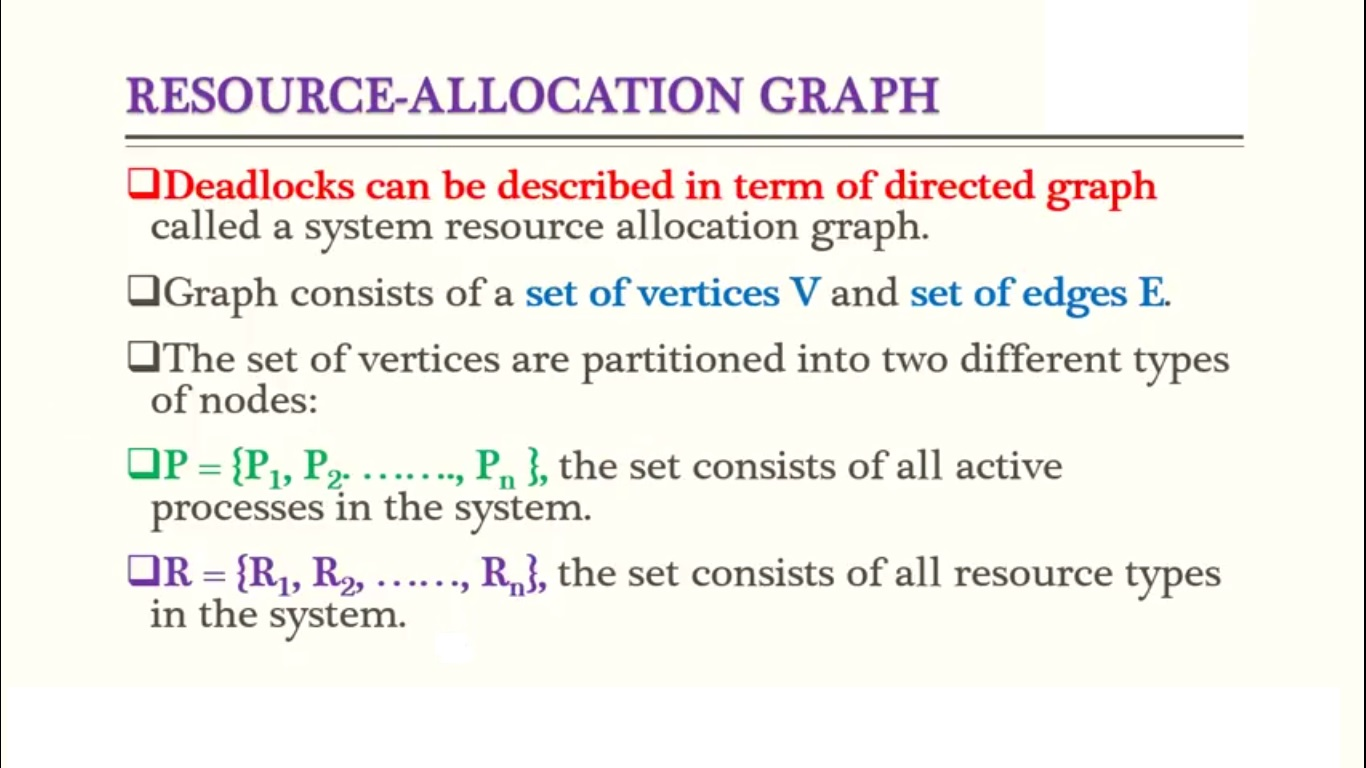 RESOURCE-ALLOCATION GRAPH
❑Deadlocks can be described in term of directed graph
called a system resource allocation graph.
❑Graph consists of a set of vertices V and set of edges E.
❑The set of vertices are partitioned into two different types
of nodes:
❑P = {P₁, P₂. ……., Pₙ }, the set consists of all active
processes in the system.
❑R = {R₁, R₂, ……, Rₙ}, the set consists of all resource types
in the system.